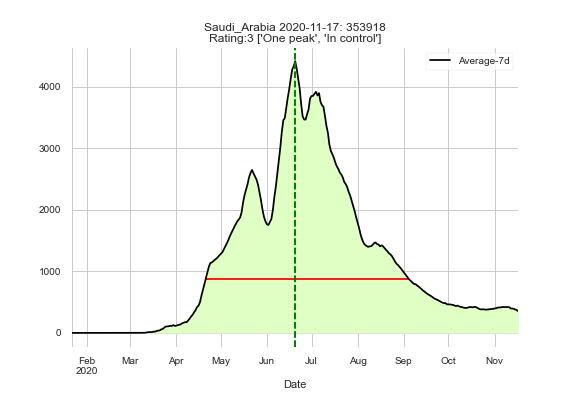 Saudi_Arabia 2020-11-17: 353918
Rating:3 ['One peak', 'In control']
Average-7d
4000
3000
2000
1000
0
Feb Mar Apr May Jun Jul Aug Sep Oct Nov
2020
Date